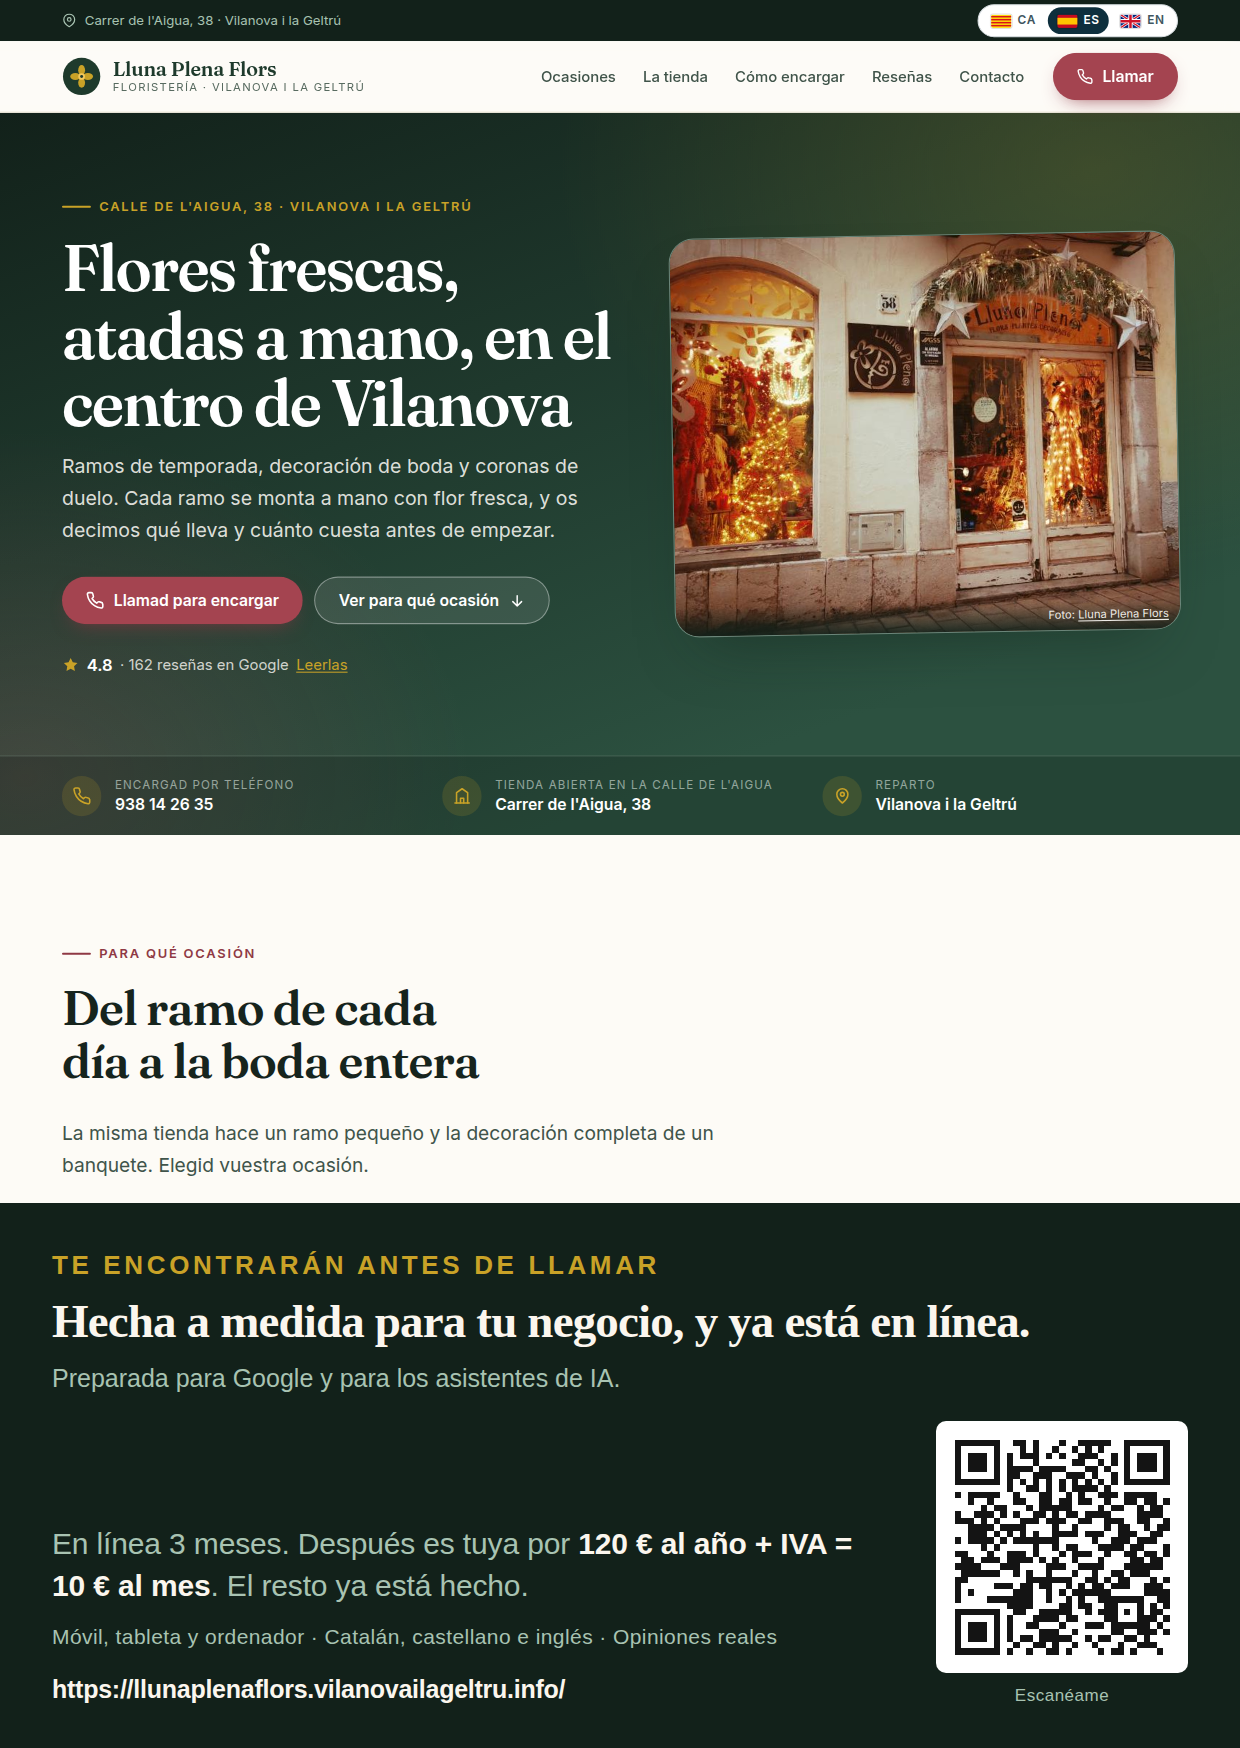 Carrer de l'Aigua, 38 · Vilanova i la Geltrú
CA ES EN
Lluna Plena Flors
FLORISTERÍA · VILANOVA I LA GELTRÚ
Ocasiones La tienda Cómo encargar Reseñas Contacto Llamar
CALLE DE L'AIGUA, 38 · VILANOVA I LA GELTRÚ
Flores frescas,
atadas a mano, en el
centro de Vilanova
Ramos de temporada, decoración de boda y coronas de
duelo. Cada ramo se monta a mano con flor fresca, y os
decimos qué lleva y cuánto cuesta antes de empezar.
Llamad para encargar Ver para qué ocasión
4.8 · 162 reseñas en Google Leerlas
38
Lluna Plena
Lluna Plena
Foto: Lluna Plena Flors
ENCARGAD POR TELÉFONO
938 14 26 35
TIENDA ABIERTA EN LA CALLE DE L'AIGUA
Carrer de l'Aigua, 38
REPARTO
Vilanova i la Geltrú
PARA QUÉ OCASIÓN
Del ramo de cada
día a la boda entera
La misma tienda hace un ramo pequeño y la decoración completa de un
banquete. Elegid vuestra ocasión.
TE ENCONTRARÁN ANTES DE LLAMAR
Hecha a medida para tu negocio, y ya está en línea.
Preparada para Google y para los asistentes de IA.
En línea 3 meses. Después es tuya por 120 € al año + IVA =
10 € al mes. El resto ya está hecho.
Móvil, tableta y ordenador · Catalán, castellano e inglés · Opiniones reales
https://llunaplenaflors.vilanovailageltru.info/
Escanéame